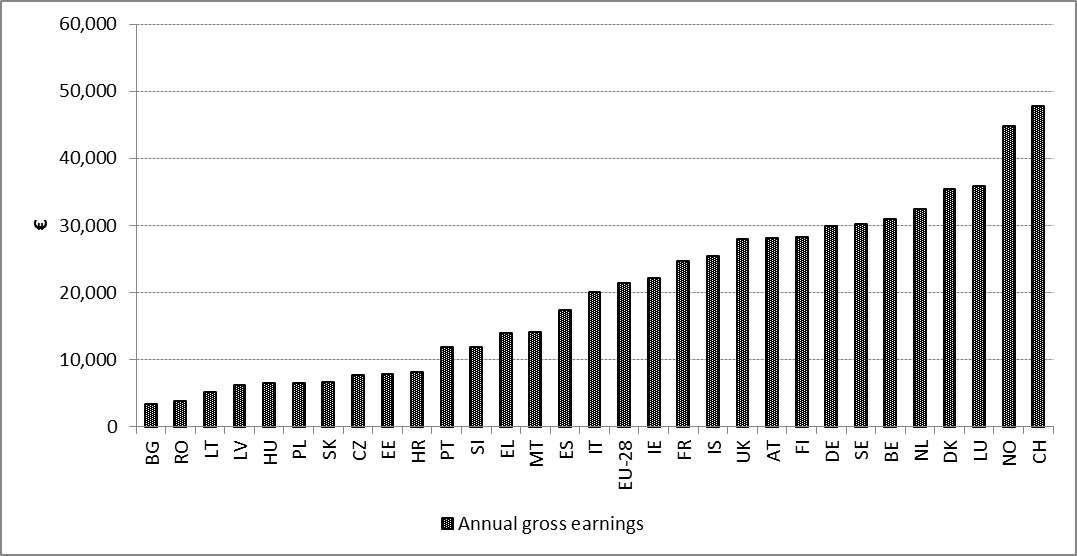 60,000
50,000
40,000
30,000
20,000
10,000
0
€
BG
RO
LT
LV
HU
PL
SK
CZ
EE
HR
PT
SI
EL
MT
ES
IT
EU-28
IE
FR
IS
UK
AT
FI
DE
SE
BE
NL
DK
LU
NO
CH
Annual gross earnings